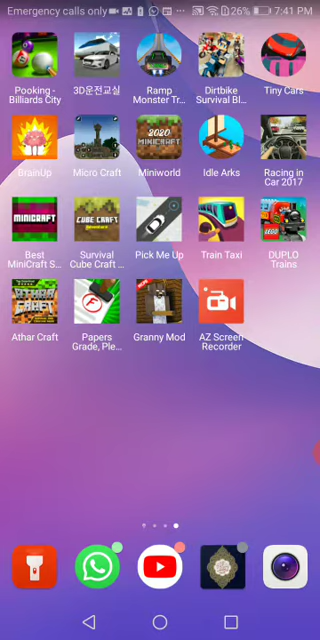 Emergency calls only
26%
7:41 PM
Pooking - Billiards City
3D운전교실
Ramp Monster Tr...
Dirtbike Survival Bl...
Tiny Cars
2020
MINICRAFT
BrainUp
Micro Craft
Miniworld
Idle Arks
Racing in Car 2017
MINICRAFT
CUBE CRAFT
LEGO
Best MiniCraft S...
Survival Cube Craft ...
Pick Me Up
Train Taxi
DUPLO Trains
ATHAR CRAFT
F
Athar Craft
Papers Grade, Ple...
Granny Mod
AZ Screen Recorder